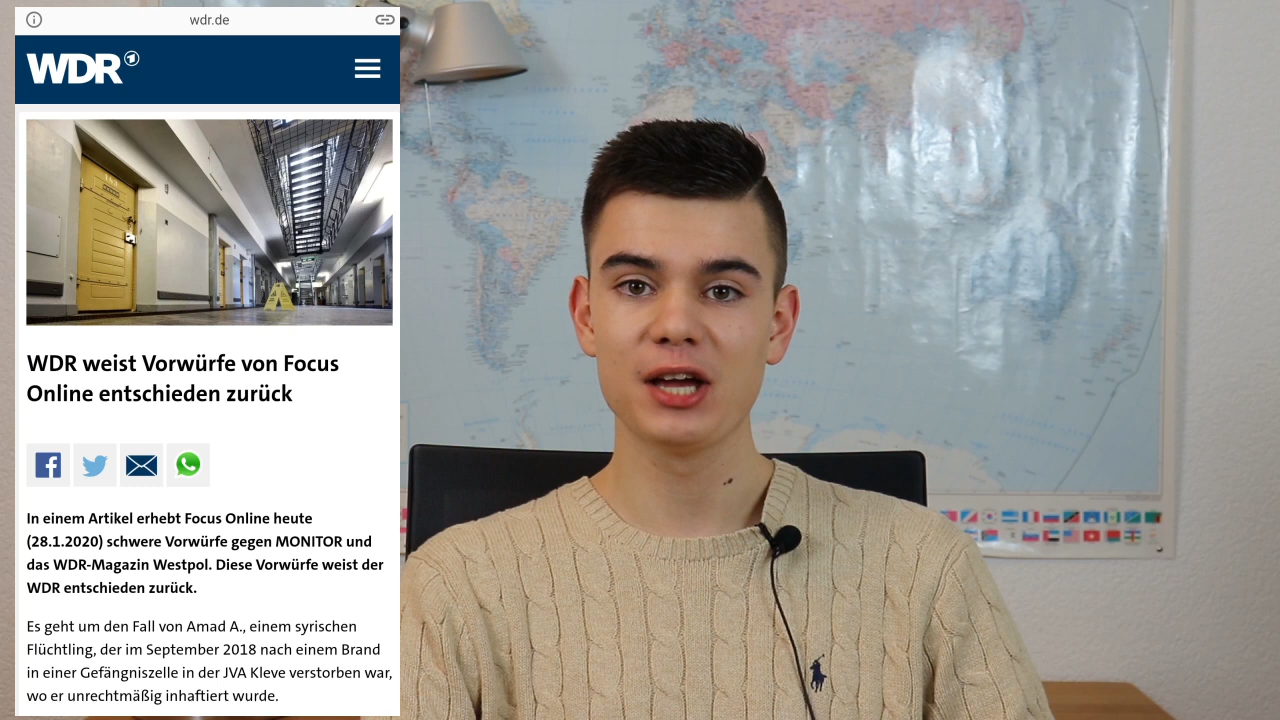 wdr.de
WDR
WDR weist Vorwürfe von Focus
Online entschieden zurück
In einem Artikel erhebt Focus Online heute
(28.1.2020) schwere Vorwürfe gegen MONITOR und
das WDR-Magazin Westpol. Diese Vorwürfe weist der
WDR entschieden zurück.
Es geht um den Fall von Amad A., einem syrischen
Flüchtling, der im September 2018 nach einem Brand
in einer Gefängniszelle in der JVA Kleve verstorben war,
wo er unrechtmäßig inhaftiert wurde.